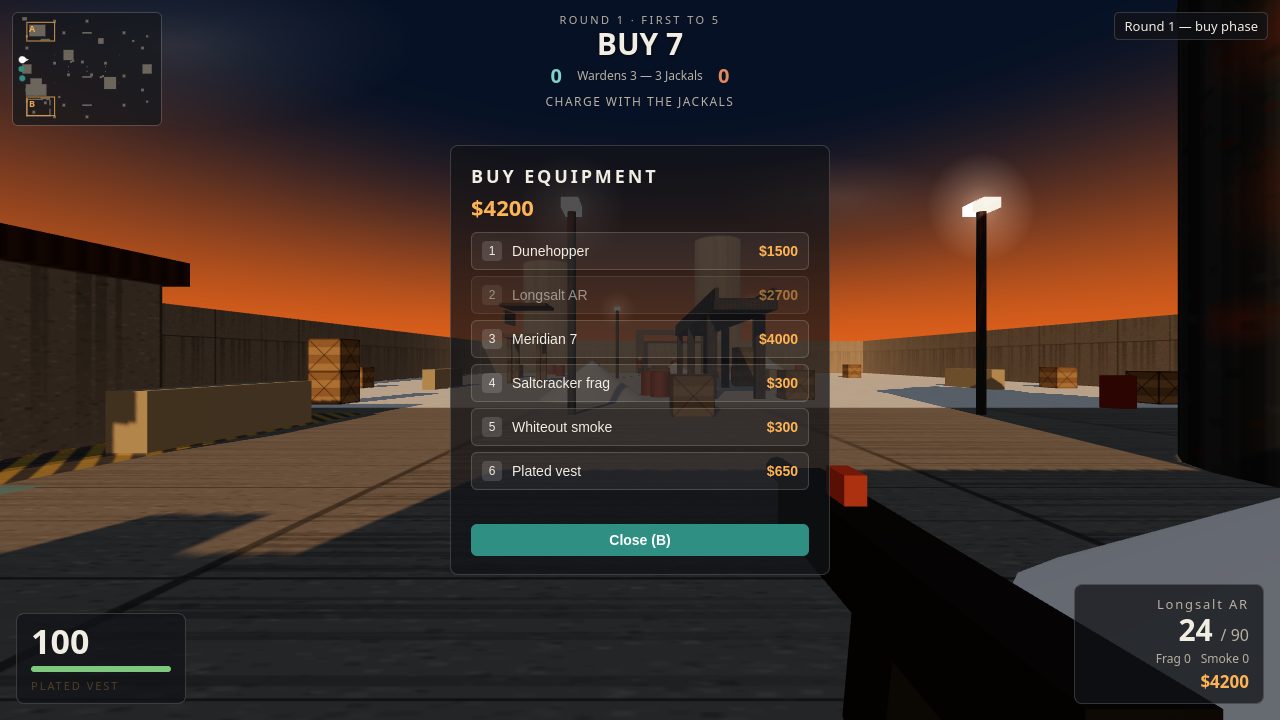 A
B
ROUND 1 · FIRST TO 5
BUY 7
0 Wardens 3 — 3 Jackals 0
CHARGE WITH THE JACKALS
Round 1 — buy phase
BUY EQUIPMENT
$4200
1 Dunehopper $1500
2 Longsalt AR $2700
3 Meridian 7 $4000
4 Saltcracker frag $300
5 Whiteout smoke $300
6 Plated vest $650
Close (B)
100
PLATED VEST
Longsalt AR
24 / 90
Frag 0 Smoke 0
$4200